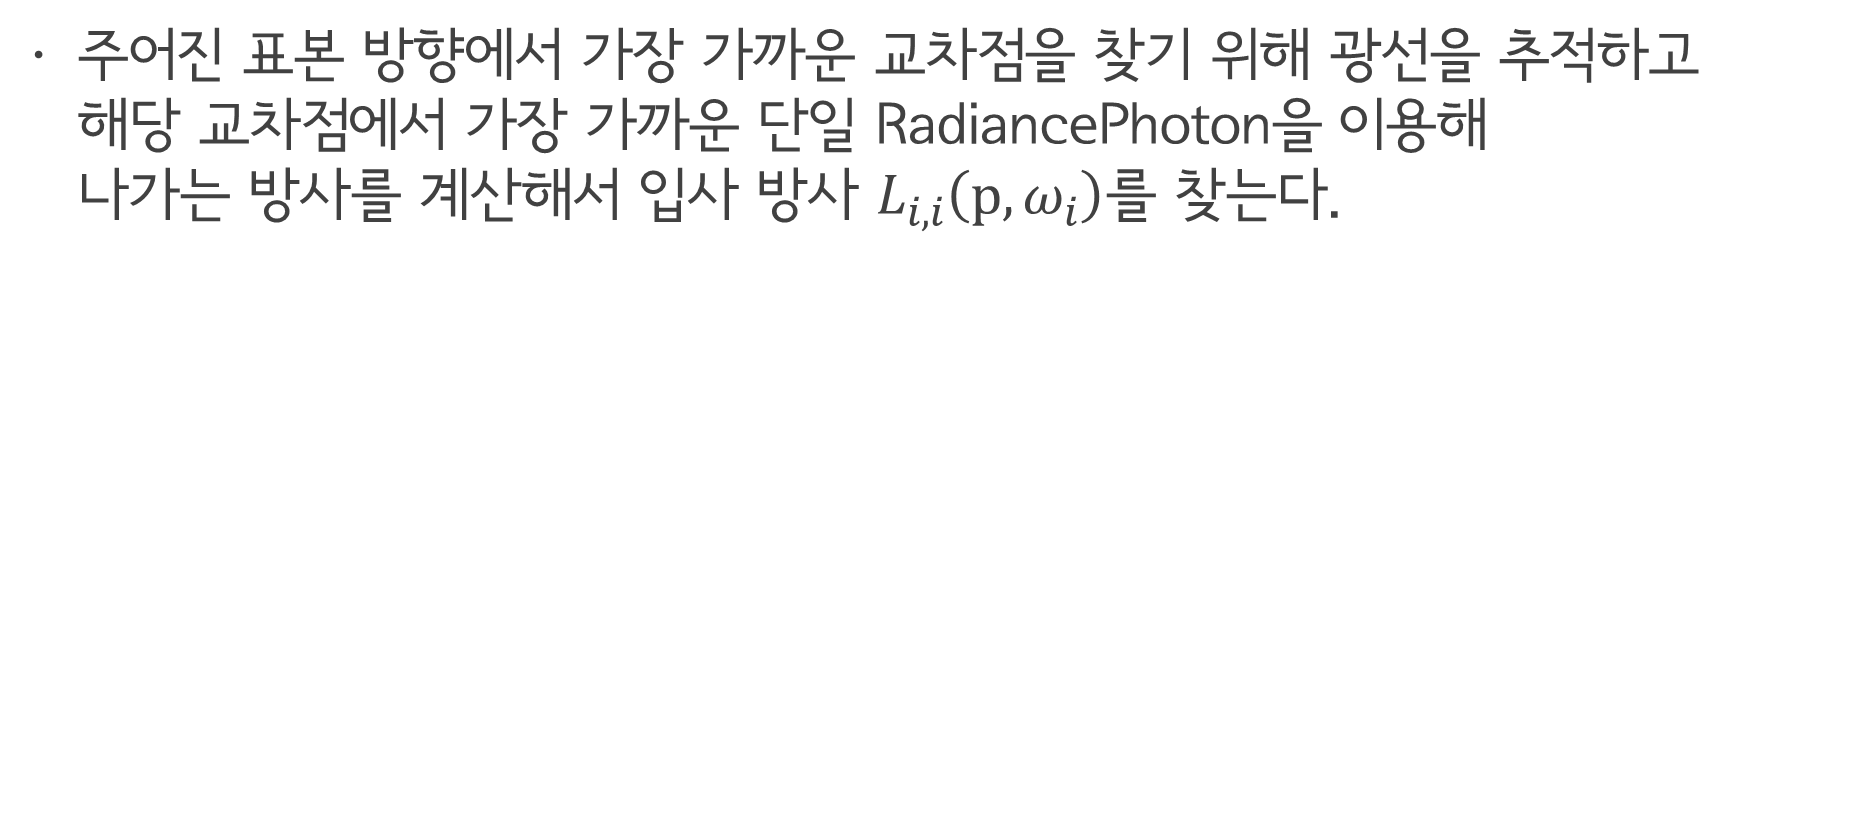 · 주어진 표본 방향에서 가장 가까운 교차점을 찾기 위해 광선을 추적하고
해당 교차점에서 가장 가까운 단일 RadiancePhoton을 이용해
나가는 방사를 계산해서 입사 방사 $L_{i,i}(\mathrm{p}, \omega_i)$를 찾는다.